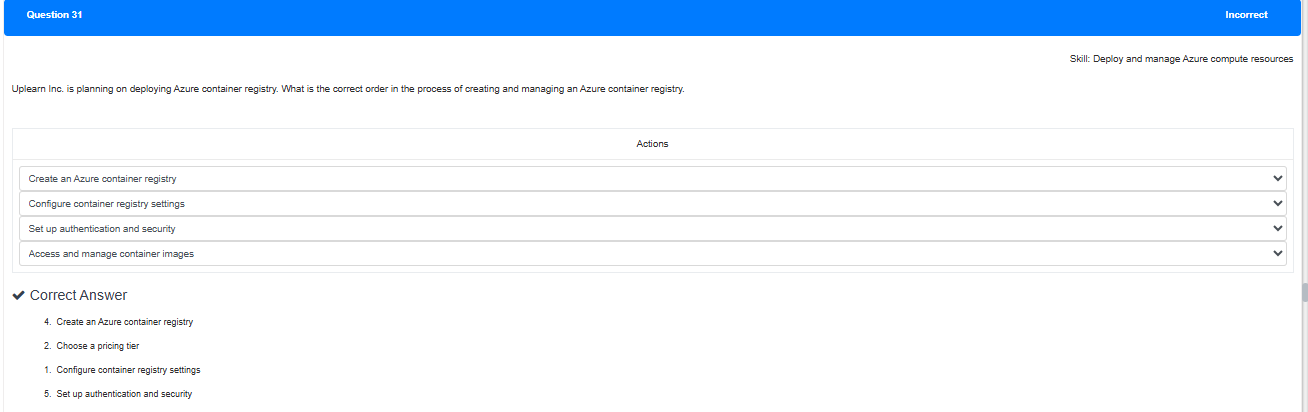 Question 31 Incorrect
Skill: Deploy and manage Azure compute resources
Uplearn Inc. is planning on deploying Azure container registry. What is the correct order in the process of creating and managing an Azure container registry.
Actions
Create an Azure container registry
Configure container registry settings
Set up authentication and security
Access and manage container images
Correct Answer
4. Create an Azure container registry
2. Choose a pricing tier
1. Configure container registry settings
5. Set up authentication and security